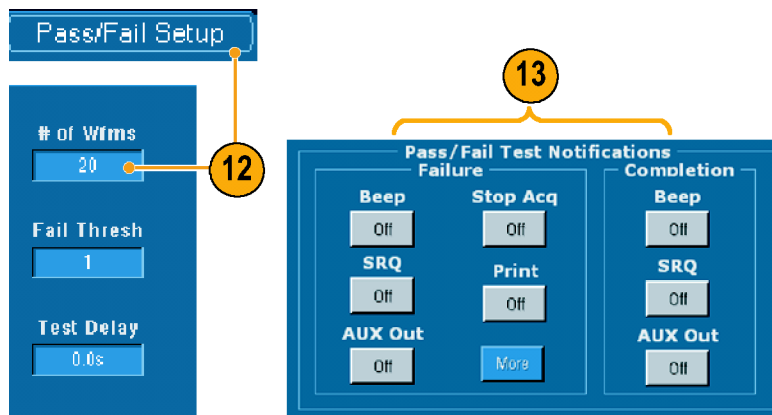 Pass/Fail Setup
# of Wfms
20
12
Fail Thresh
1
Test Delay
0.0s
13
Pass/Fail Test Notifications
Failure
Completion
Beep
Stop Acq
Beep
Off
Off
Off
SRQ
Print
SRQ
Off
Off
Off
AUX Out
AUX Out
Off
More
Off